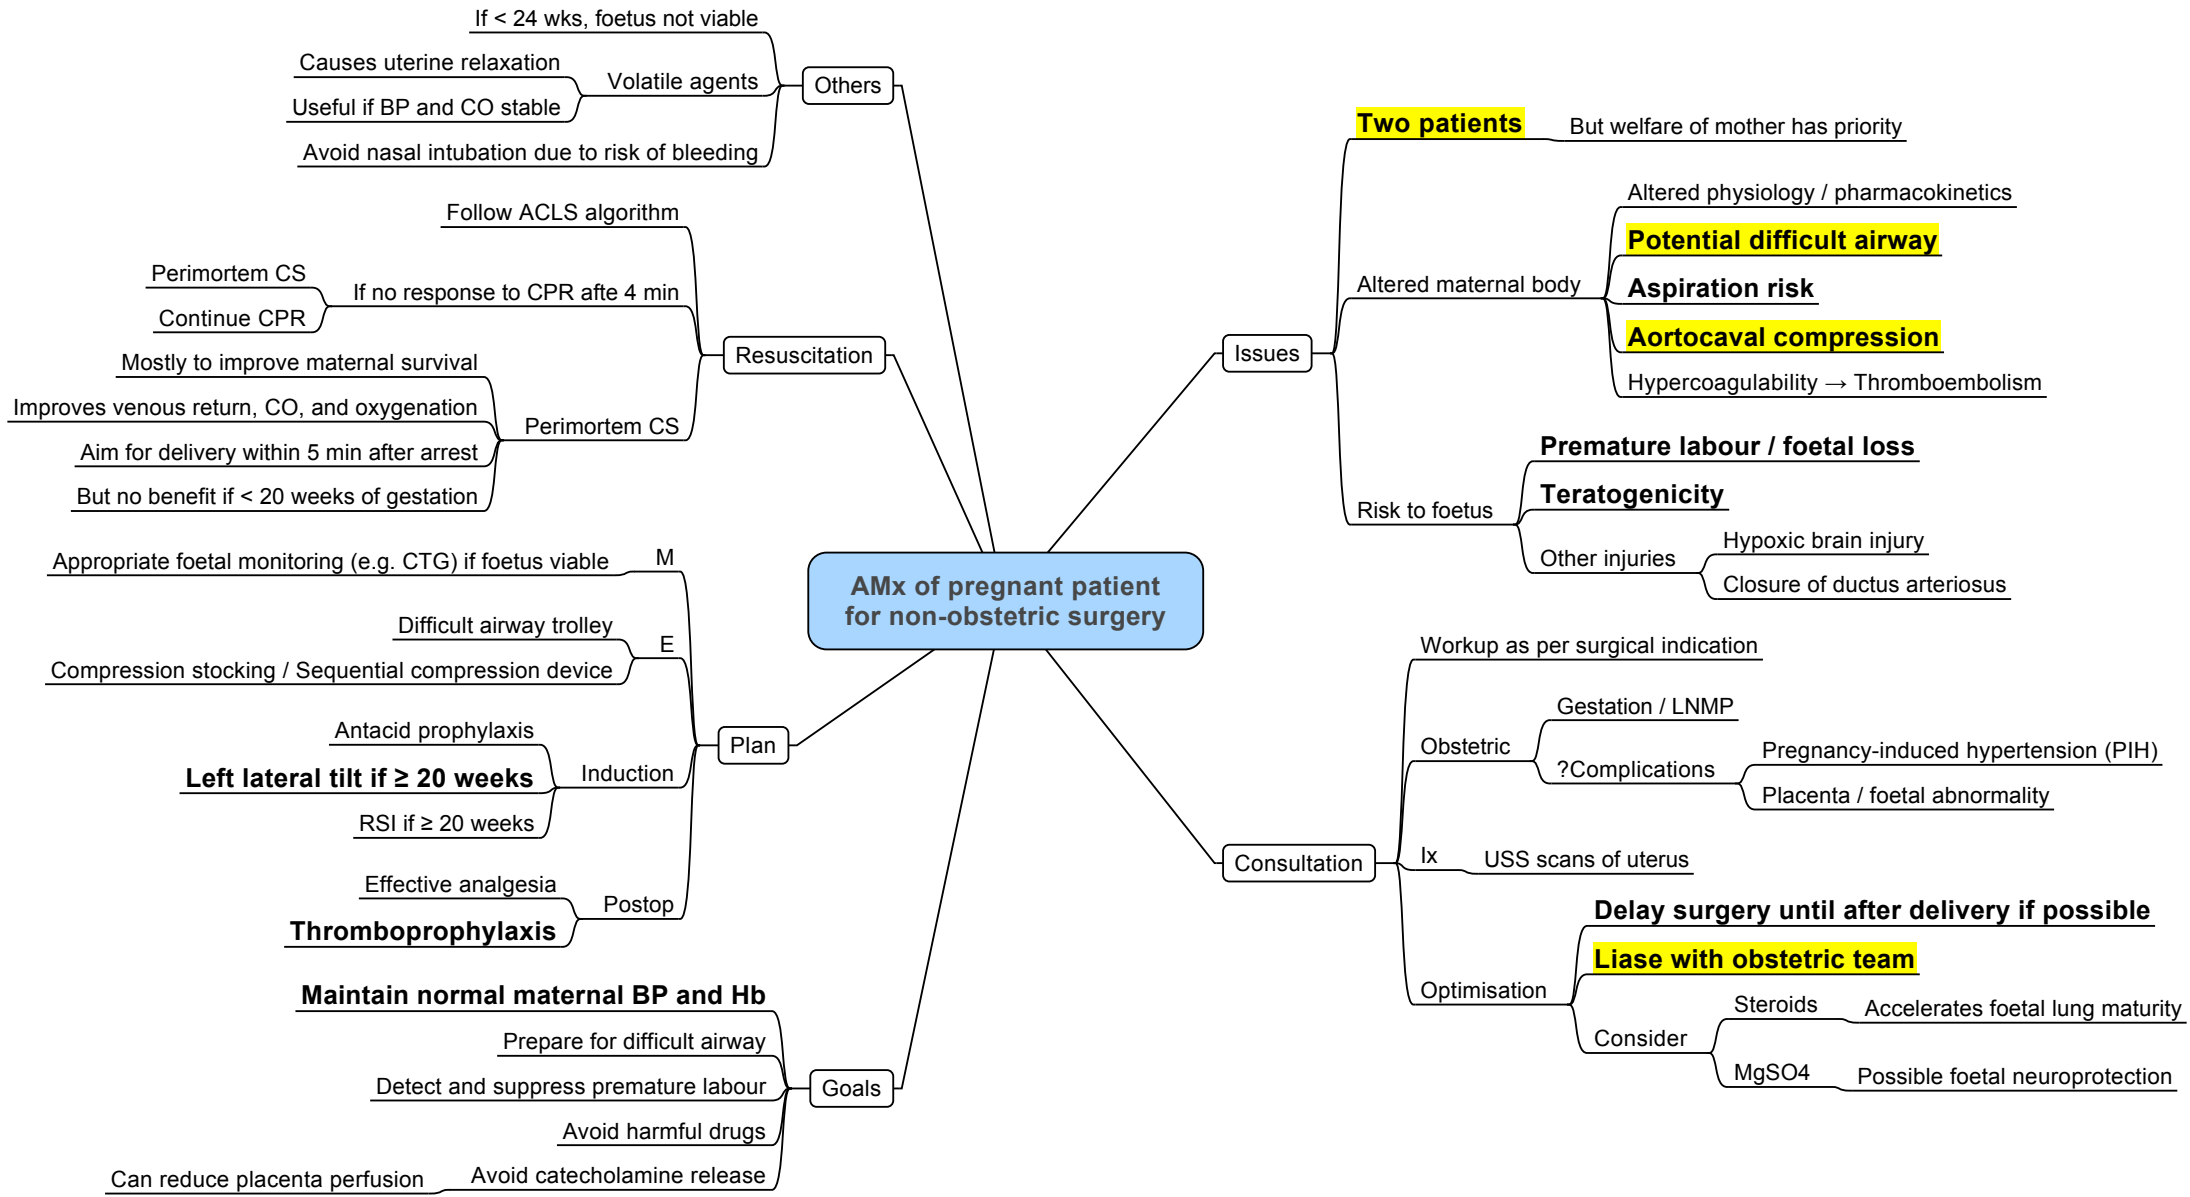 AMx of pregnant patient
for non-obstetric surgery
Issues
Two patients
But welfare of mother has priority
Altered maternal body
Altered physiology / pharmacokinetics
Potential difficult airway
Aspiration risk
Aortocaval compression
Hypercoagulability → Thromboembolism
Risk to foetus
Premature labour / foetal loss
Teratogenicity
Other injuries
Hypoxic brain injury
Closure of ductus arteriosus
Consultation
Workup as per surgical indication
Obstetric
Gestation / LNMP
?Complications
Pregnancy-induced hypertension (PIH)
Placenta / foetal abnormality
Ix
USS scans of uterus
Optimisation
Delay surgery until after delivery if possible
Liase with obstetric team
Consider
Steroids
Accelerates foetal lung maturity
MgSO4
Possible foetal neuroprotection
Goals
Maintain normal maternal BP and Hb
Prepare for difficult airway
Detect and suppress premature labour
Avoid harmful drugs
Avoid catecholamine release
Can reduce placenta perfusion
Plan
M
Appropriate foetal monitoring (e.g. CTG) if foetus viable
E
Difficult airway trolley
Compression stocking / Sequential compression device
Induction
Antacid prophylaxis
Left lateral tilt if ≥ 20 weeks
RSI if ≥ 20 weeks
Postop
Effective analgesia
Thromboprophylaxis
Resuscitation
Follow ACLS algorithm
If no response to CPR afte 4 min
Perimortem CS
Continue CPR
Perimortem CS
Mostly to improve maternal survival
Improves venous return, CO, and oxygenation
Aim for delivery within 5 min after arrest
But no benefit if < 20 weeks of gestation
Others
If < 24 wks, foetus not viable
Volatile agents
Causes uterine relaxation
Useful if BP and CO stable
Avoid nasal intubation due to risk of bleeding